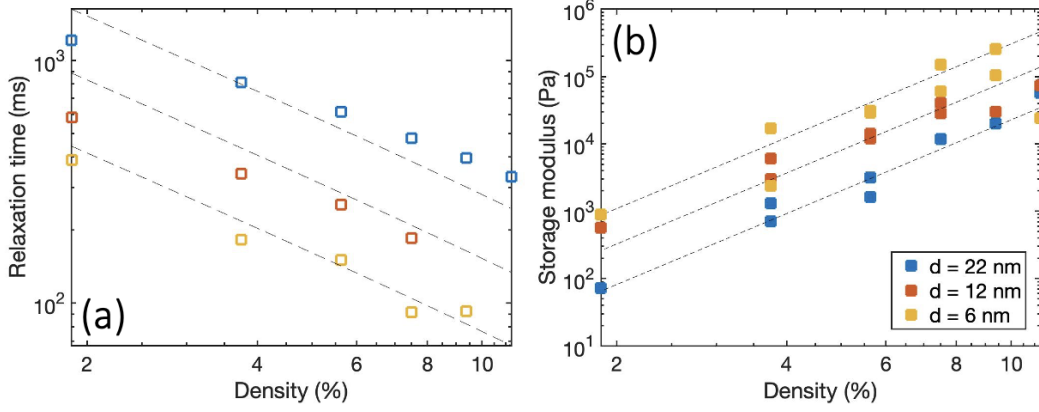 (a)
10³
10²
Relaxation time (ms)
2
4
6
8
10
Density (%)
(b)
10⁶
10⁵
10⁴
10³
10²
10¹
Storage modulus (Pa)
d = 22 nm
d = 12 nm
d = 6 nm
2
4
6
8
10
Density (%)